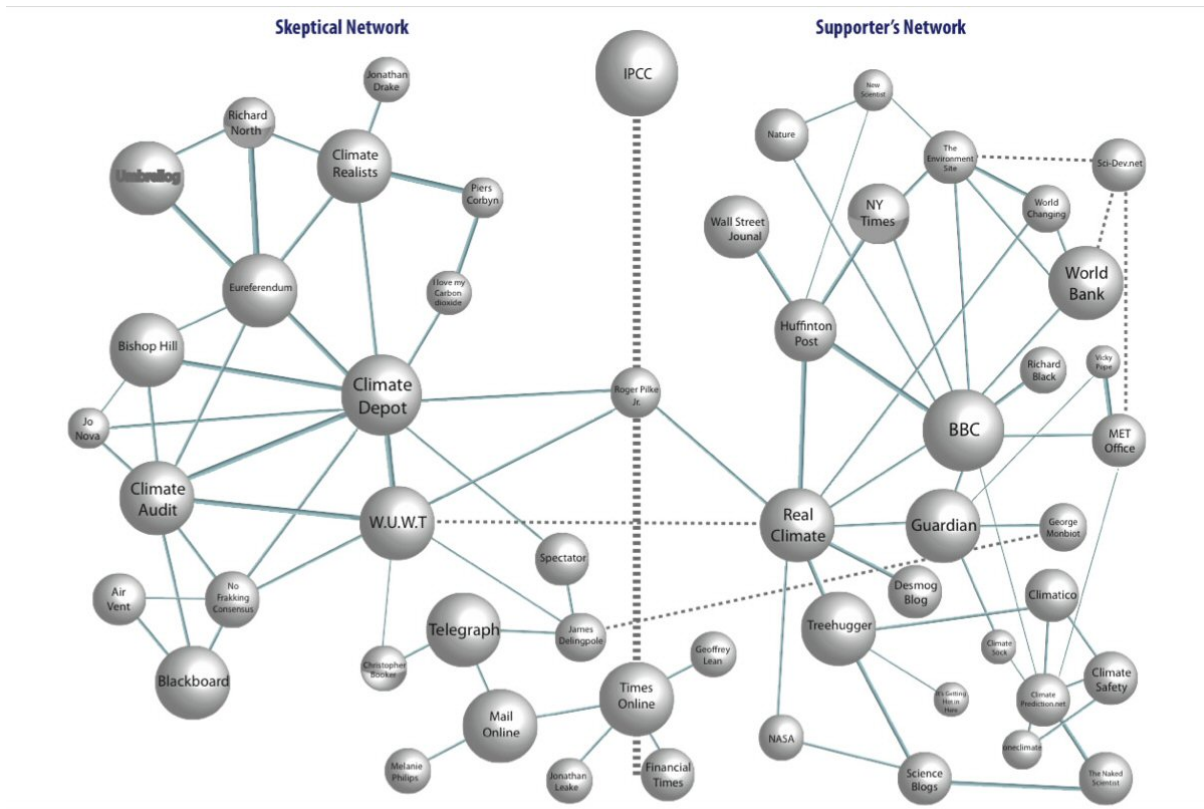 Skeptical Network
Supporter's Network
IPCC
Jonathan
Drake
Richard
North
Climate
Realists
Umbrellog
Piers
Corbyn
Eureferendum
I love my
Carbon
dioxide
Bishop Hill
Climate
Depot
Roger Pilke
Jr.
Jo
Nova
Climate
Audit
W.U.W.T
Spectator
Air
Vent
No
Frakking
Consensus
Telegraph
James
Delingpole
Christopher
Booker
Blackboard
Geoffrey
Lean
Times
Online
Mail
Online
Melanie
Philips
Jonathan
Leake
Financial
Times
New
Scientist
Nature
The
Environment
Site
Sci-Dev.net
NY
Times
World
Changing
Wall Street
Jounal
World
Bank
Huffinton
Post
Richard
Black
Vicky
Pope
BBC
MET
Office
Real
Climate
Guardian
George
Monbiot
Desmog
Blog
Climatico
Treehugger
Climate
Sock
Climate
Safety
It's Getting
Hot in
Here
Climate
Prediction.net
NASA
uneclimate
Science
Blogs
The Naked
Scientist